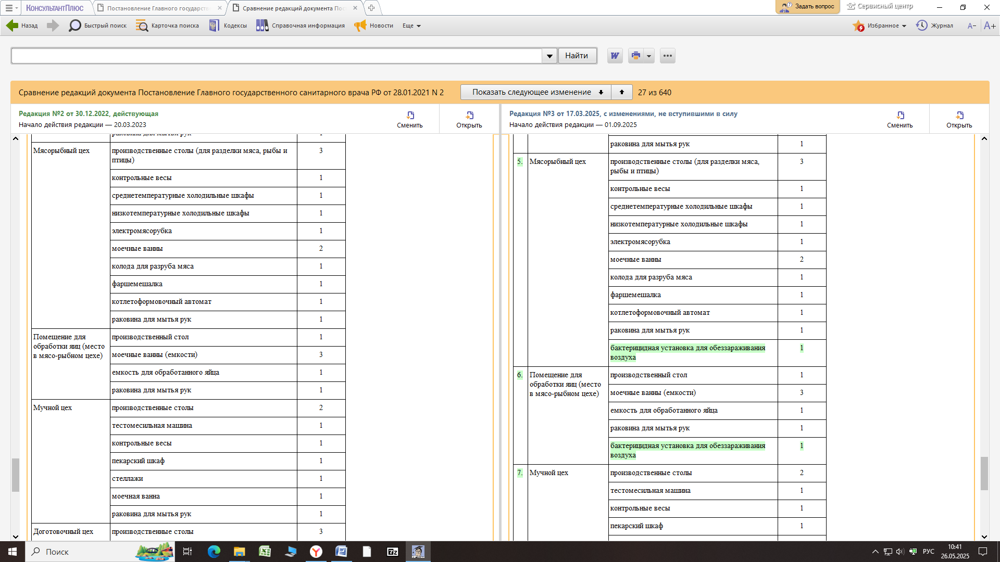 КонсультантПлюс
Постановление Главного государстве
Сравнение редакций документа Пос
Задать вопрос
Сервисный центр
Назад
Быстрый поиск
Карточка поиска
Кодексы
Справочная информация
Новости
Еще
Избранное
Журнал
A−
A+
Найти
Сравнение редакций документа Постановление Главного государственного санитарного врача РФ от 28.01.2021 N 2
Показать следующее изменение
27 из 640
Редакция №2 от 30.12.2022, действующая
Начало действия редакции — 20.03.2023
Сменить
Открыть
раковина для мытья рук 1
Мясорыбный цех
производственные столы (для разделки мяса, рыбы и 3
птицы)
контрольные весы 1
среднетемпературные холодильные шкафы 1
низкотемпературные холодильные шкафы 1
электромясорубка 1
моечные ванны 2
колода для разруба мяса 1
фаршемешалка 1
котлетоформовочный автомат 1
раковина для мытья рук 1
Помещение для
обработки яиц (место
в мясо-рыбном цехе)
производственный стол 1
моечные ванны (емкости) 3
емкость для обработанного яйца 1
раковина для мытья рук 1
Мучной цех
производственные столы 2
тестомесильная машина 1
контрольные весы 1
пекарский шкаф 1
стеллажи 1
моечная ванна 1
раковина для мытья рук 1
Доготовочный цех
производственные столы 3
Редакция №3 от 17.03.2025, с изменениями, не вступившими в силу
Начало действия редакции — 01.09.2025
Сменить
Открыть
раковина для мытья рук 1
5. Мясорыбный цех
производственные столы (для разделки мяса, 3
рыбы и птицы)
контрольные весы 1
среднетемпературные холодильные шкафы 1
низкотемпературные холодильные шкафы 1
электромясорубка 1
моечные ванны 2
колода для разруба мяса 1
фаршемешалка 1
котлетоформовочный автомат 1
раковина для мытья рук 1
бактерицидная установка для обеззараживания 1
воздуха
6. Помещение для
обработки яиц (место
в мясо-рыбном цехе)
производственный стол 1
моечные ванны (емкости) 3
емкость для обработанного яйца 1
раковина для мытья рук 1
бактерицидная установка для обеззараживания 1
воздуха
7. Мучной цех
производственные столы 2
тестомесильная машина 1
контрольные весы 1
пекарский шкаф 1
Поиск
7z
РУС
10:41
26.05.2025